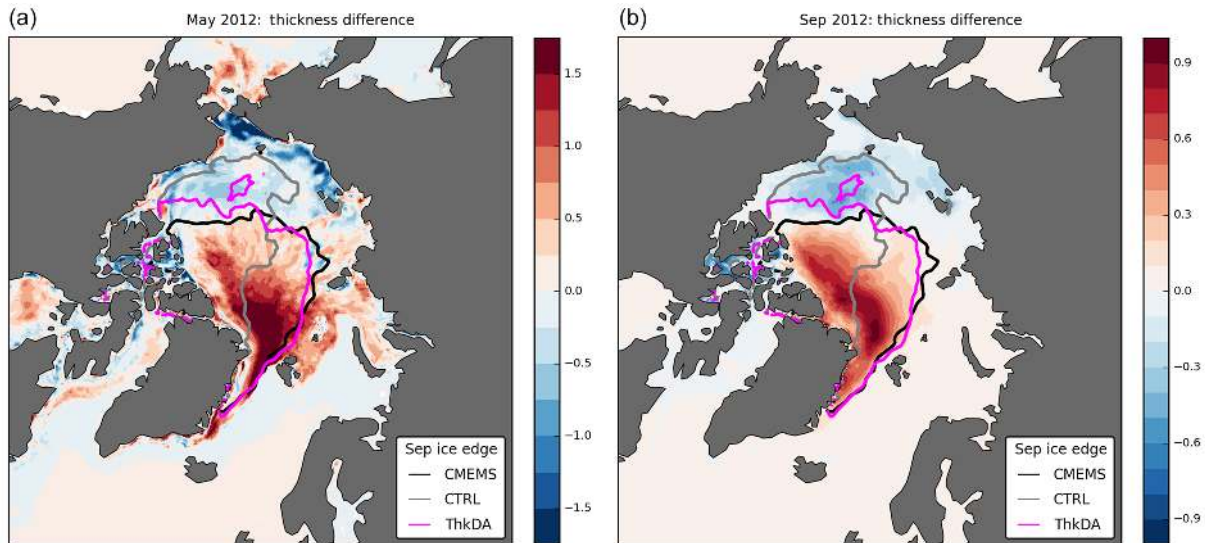 (a)
May 2012:  thickness difference
1.5
1.0
0.5
0.0
−0.5
−1.0
−1.5
Sep ice edge
CMEMS
CTRL
ThkDA
(b)
Sep 2012: thickness difference
0.9
0.6
0.3
0.0
−0.3
−0.6
−0.9
Sep ice edge
CMEMS
CTRL
ThkDA